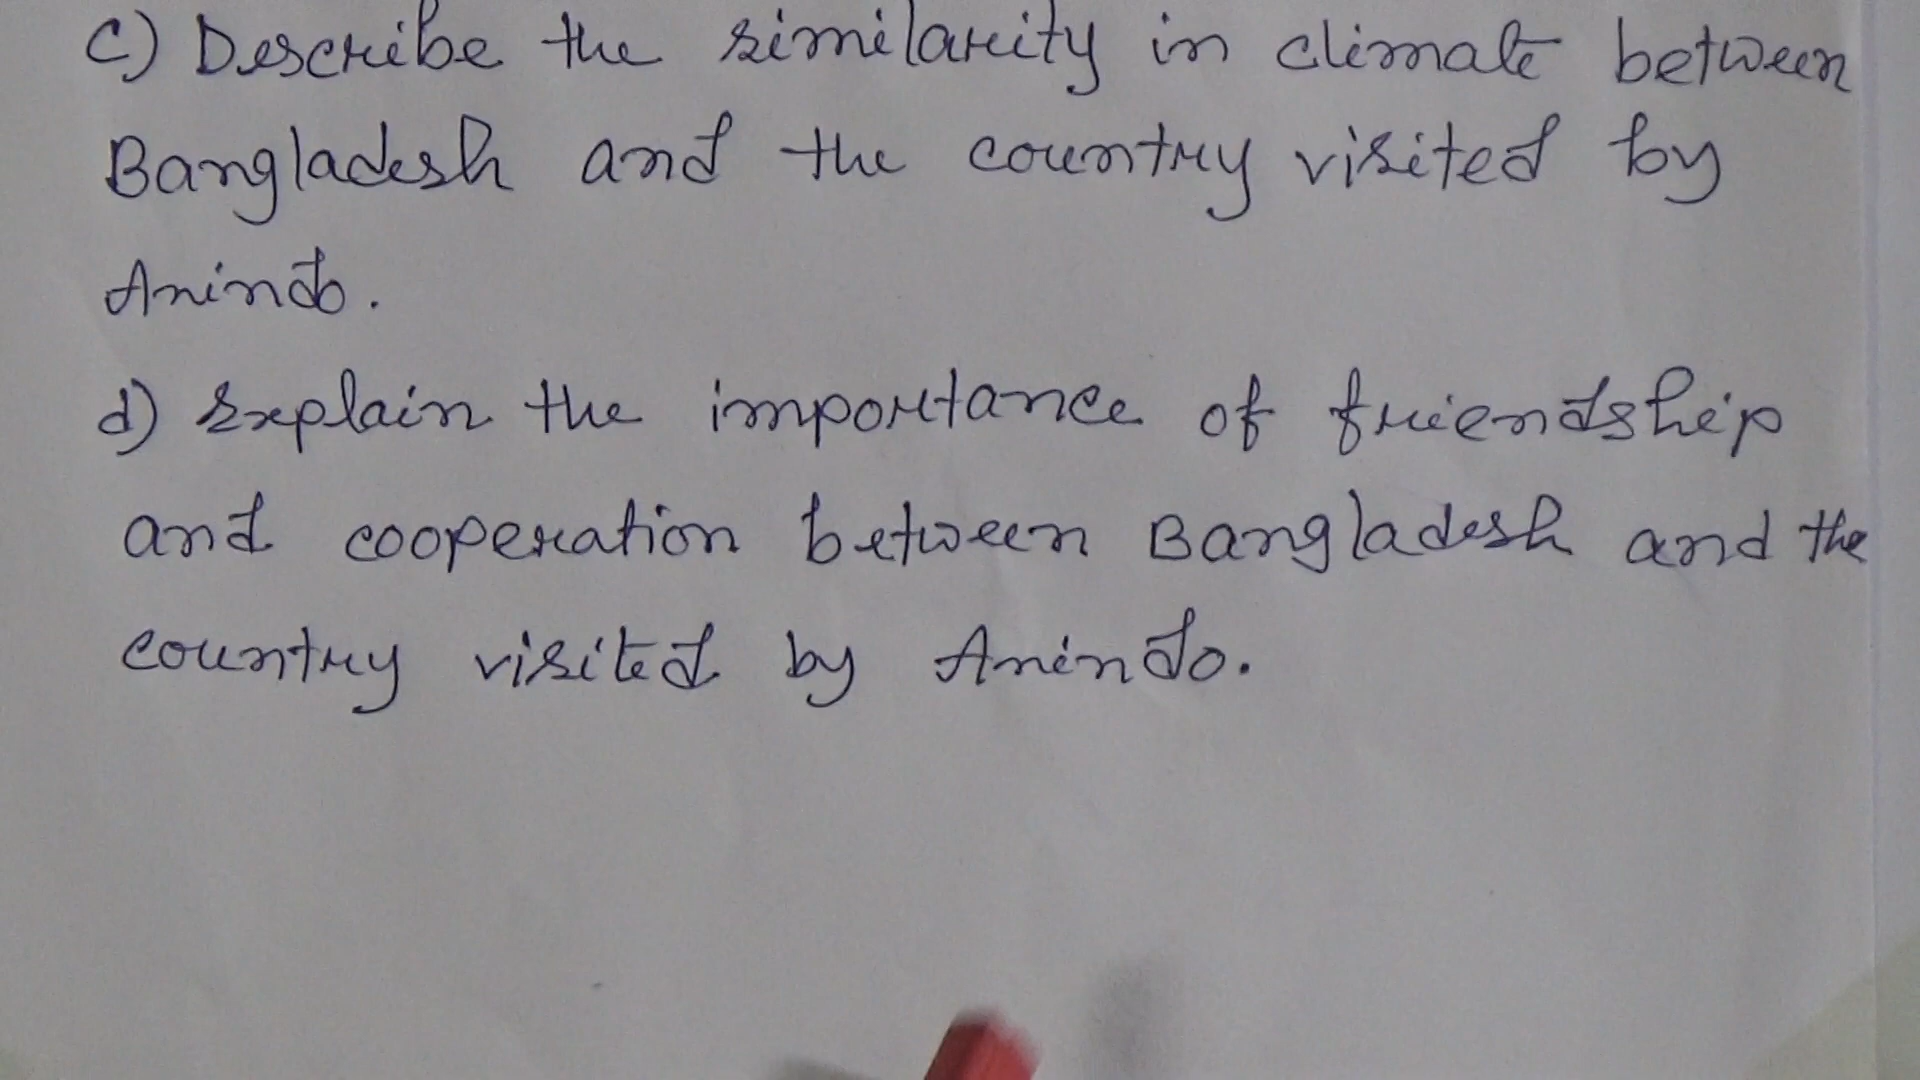 c) Describe the similarity in climate between
Bangladesh and the country visited by
Anindo.
d) Explain the importance of friendship
and cooperation between Bangladesh and the
country visited by Anindo.